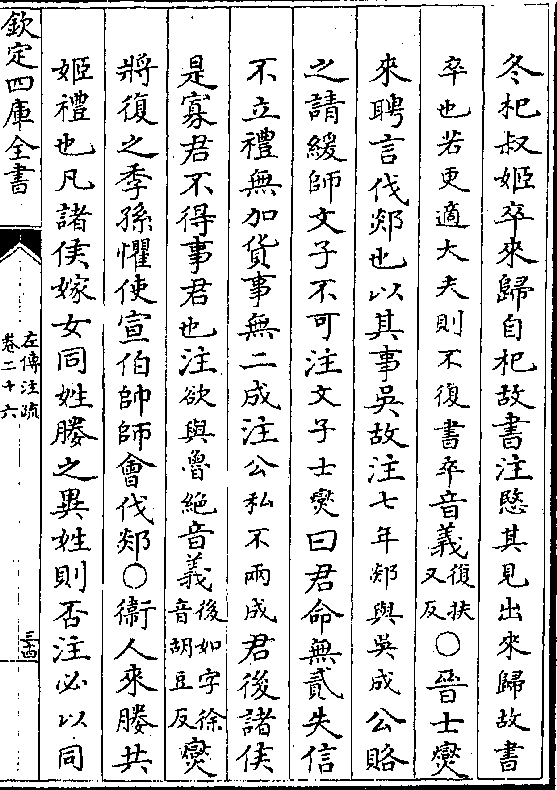 冬杞叔姬卒來歸自杞故書注愍其見出來歸故書
卒也若更適大夫則不復書卒音義復扶又反〇晉士燮
來聘言伐郯也以其事吳故注七年郯與吳成公賂
之請緩師文子不可注文子士燮曰君命無貳失信
不立禮無加貨事無二成注公私不兩成君後諸侯
是寡君不得事君也注欲與魯絶音義後如字徐音胡豆反燮
將復之季孫懼使宣伯帥師會伐郯〇衞人來媵共
姬禮也凡諸侯嫁女同姓媵之異姓則否注必以同
欽定四庫全書
左傳注疏
卷二十六
三四